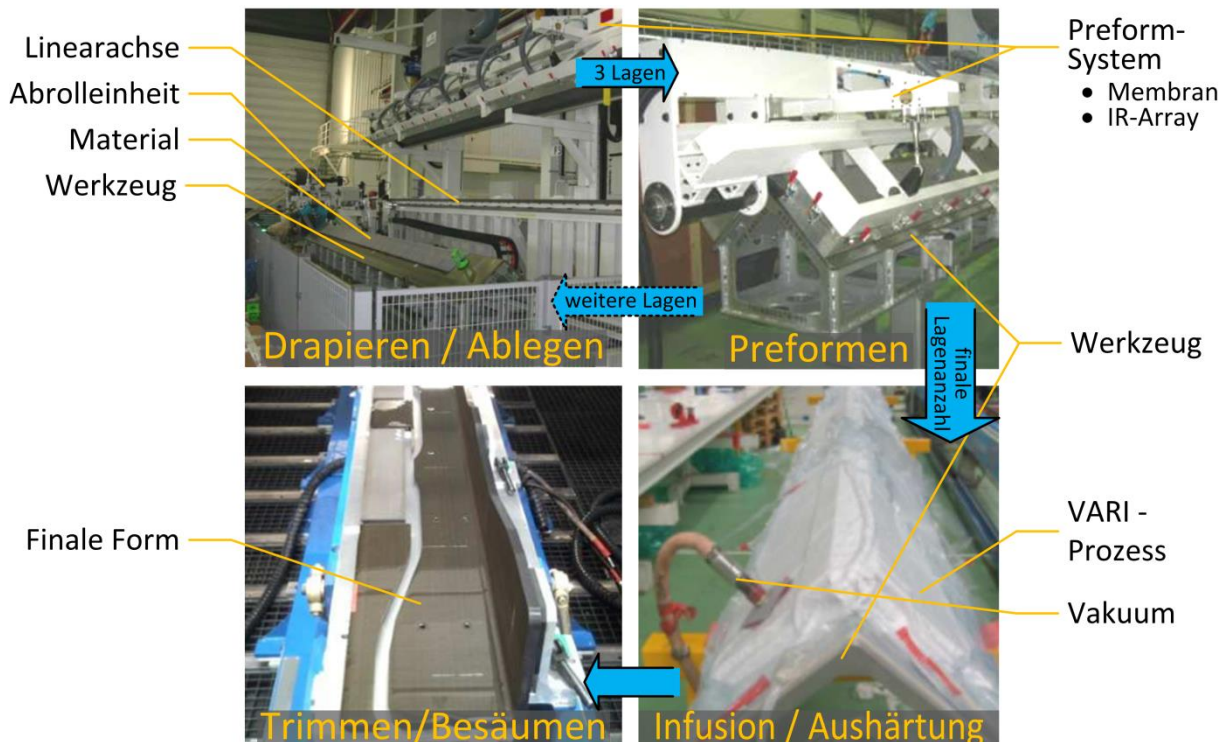 Linearachse
Abrolleinheit
Material
Werkzeug
3 Lagen
weitere Lagen
Drapieren / Ablegen
Preform-
System
• Membran
• IR-Array
Preformen
finale
Lagenanzahl
Werkzeug
Finale Form
Trimmen/Besäumen
VARI -
Prozess
Vakuum
Infusion / Aushärtung